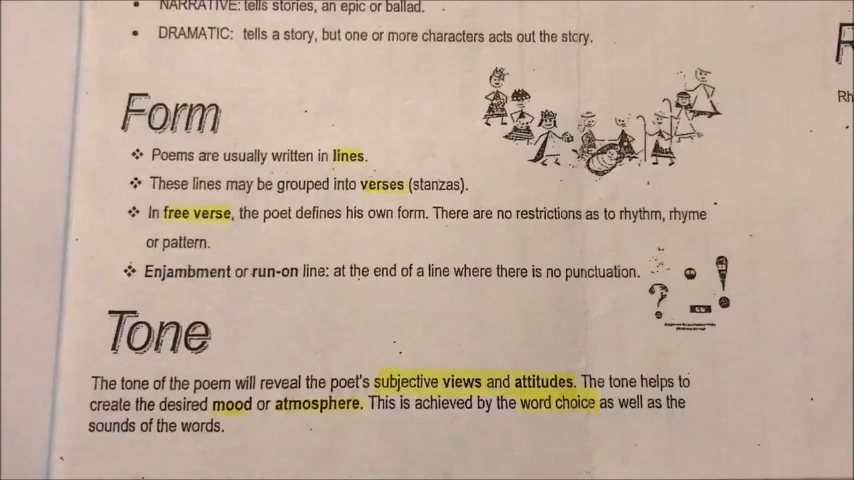 • NARRATIVE: tells stories, an epic or ballad.
• DRAMATIC: tells a story, but one or more characters acts out the story.
Form
❖ Poems are usually written in lines.
❖ These lines may be grouped into verses (stanzas).
❖ In free verse, the poet defines his own form. There are no restrictions as to rhythm, rhyme
or pattern.
❖ Enjambment or run-on line: at the end of a line where there is no punctuation.
Tone
The tone of the poem will reveal the poet's subjective views and attitudes. The tone helps to
create the desired mood or atmosphere. This is achieved by the word choice as well as the
sounds of the words.
R
Rh